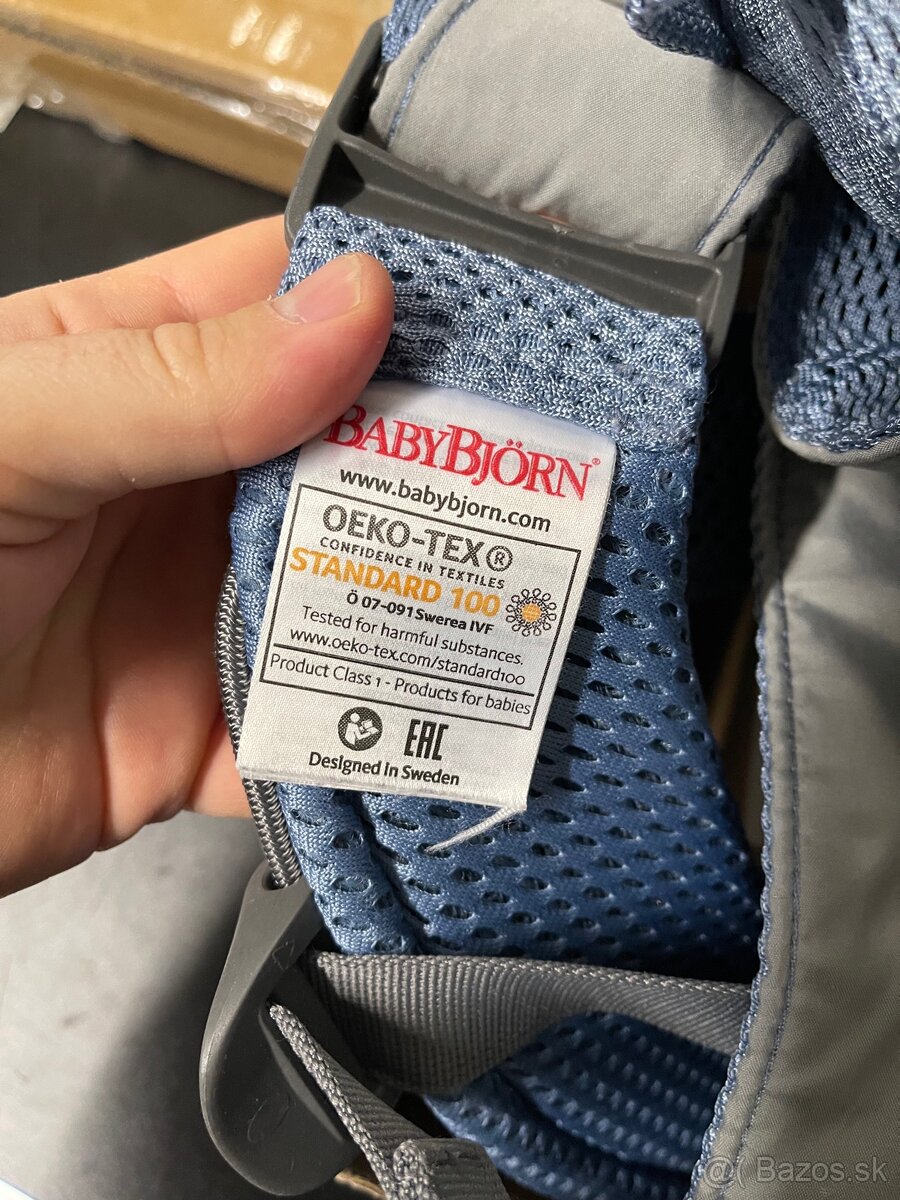 BABYBJÖRN®
www.babybjorn.com
OEKO-TEX®
CONFIDENCE IN TEXTILES
STANDARD 100
Ö 07-091 Swerea IVF
Tested for harmful substances.
www.oeko-tex.com/standard100
Product Class 1 - Products for babies
EAC
Designed in Sweden
@( Bazos.sk